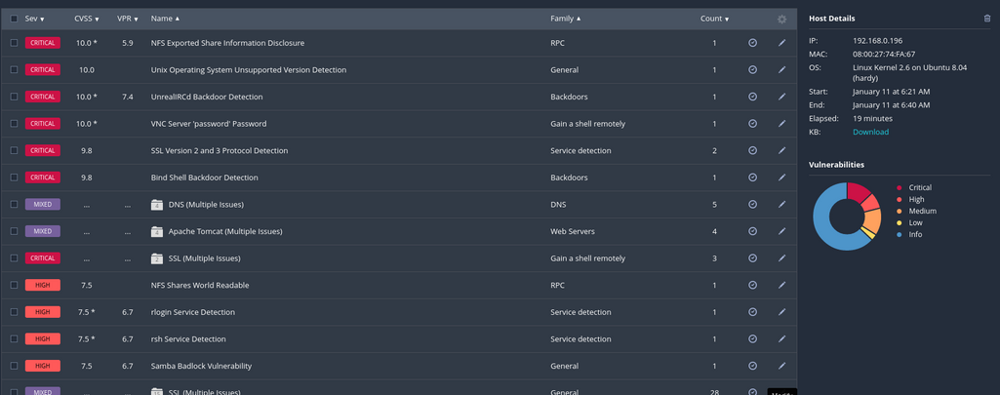 Sev ▼ CVSS ▼ VPR ▼ Name ▲ Family ▲ Count ▼
CRITICAL 10.0 * 5.9 NFS Exported Share Information Disclosure RPC 1
CRITICAL 10.0 Unix Operating System Unsupported Version Detection General 1
CRITICAL 10.0 * 7.4 UnrealIRCd Backdoor Detection Backdoors 1
CRITICAL 10.0 * VNC Server 'password' Password Gain a shell remotely 1
CRITICAL 9.8 SSL Version 2 and 3 Protocol Detection Service detection 2
CRITICAL 9.8 Bind Shell Backdoor Detection Backdoors 1
MIXED ... ... 4 DNS (Multiple Issues) DNS 5
MIXED ... ... 4 Apache Tomcat (Multiple Issues) Web Servers 4
CRITICAL ... ... 2 SSL (Multiple Issues) Gain a shell remotely 3
HIGH 7.5 NFS Shares World Readable RPC 1
HIGH 7.5 * 6.7 rlogin Service Detection Service detection 1
HIGH 7.5 * 6.7 rsh Service Detection Service detection 1
HIGH 7.5 6.7 Samba Badlock Vulnerability General 1
MIXED ... ... SSL (Multiple Issues) General 28
Host Details
IP: 192.168.0.196
MAC: 08:00:27:74:FA:67
OS: Linux Kernel 2.6 on Ubuntu 8.04
(hardy)
Start: January 11 at 6:21 AM
End: January 11 at 6:40 AM
Elapsed: 19 minutes
KB: Download
Vulnerabilities
Critical
High
Medium
Low
Info